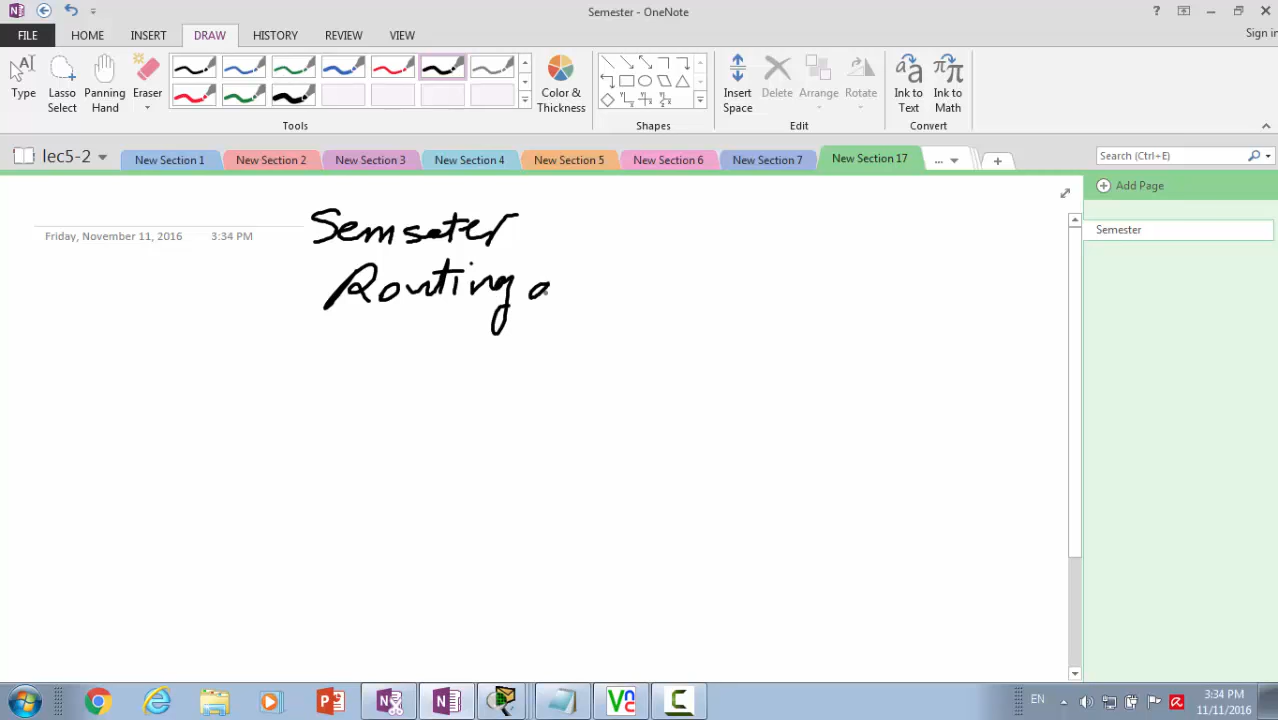 Semester - OneNote
FILE HOME INSERT DRAW HISTORY REVIEW VIEW Sign in
Type Lasso Select Panning Hand Eraser Color & Thickness Insert Space Delete Arrange Rotate Ink to Text Ink to Math
Tools Shapes Edit Convert
lec5-2 New Section 1 New Section 2 New Section 3 New Section 4 New Section 5 New Section 6 New Section 7 New Section 17 ... Search (Ctrl+E)
Add Page
Semester
Friday, November 11, 2016 3:34 PM
Semseter
Routing a
EN 3:34 PM
11/11/2016